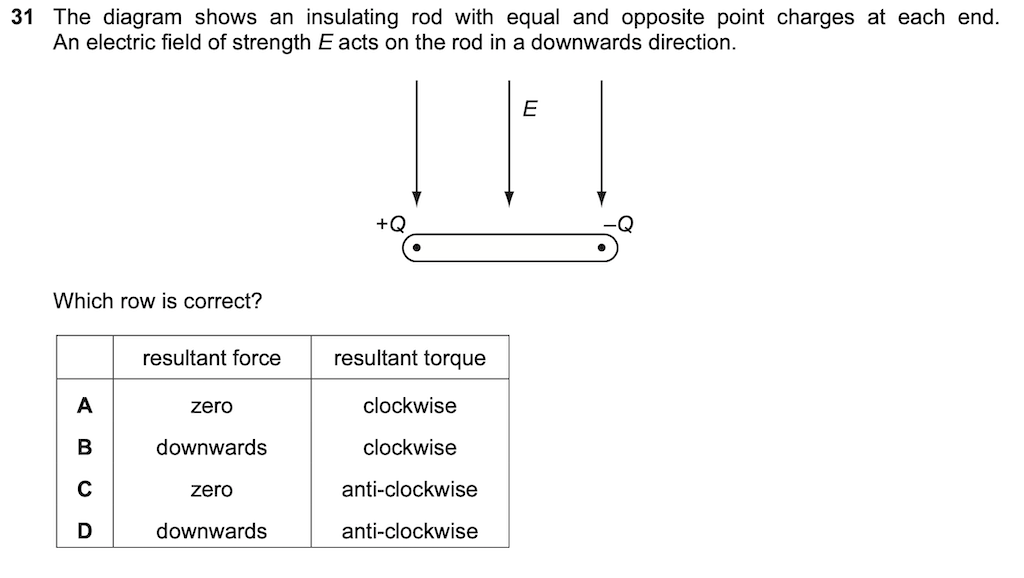 31 The diagram shows an insulating rod with equal and opposite point charges at each end.
An electric field of strength E acts on the rod in a downwards direction.
E
+Q –Q
Which row is correct?
resultant force resultant torque
A zero clockwise
B downwards clockwise
C zero anti-clockwise
D downwards anti-clockwise